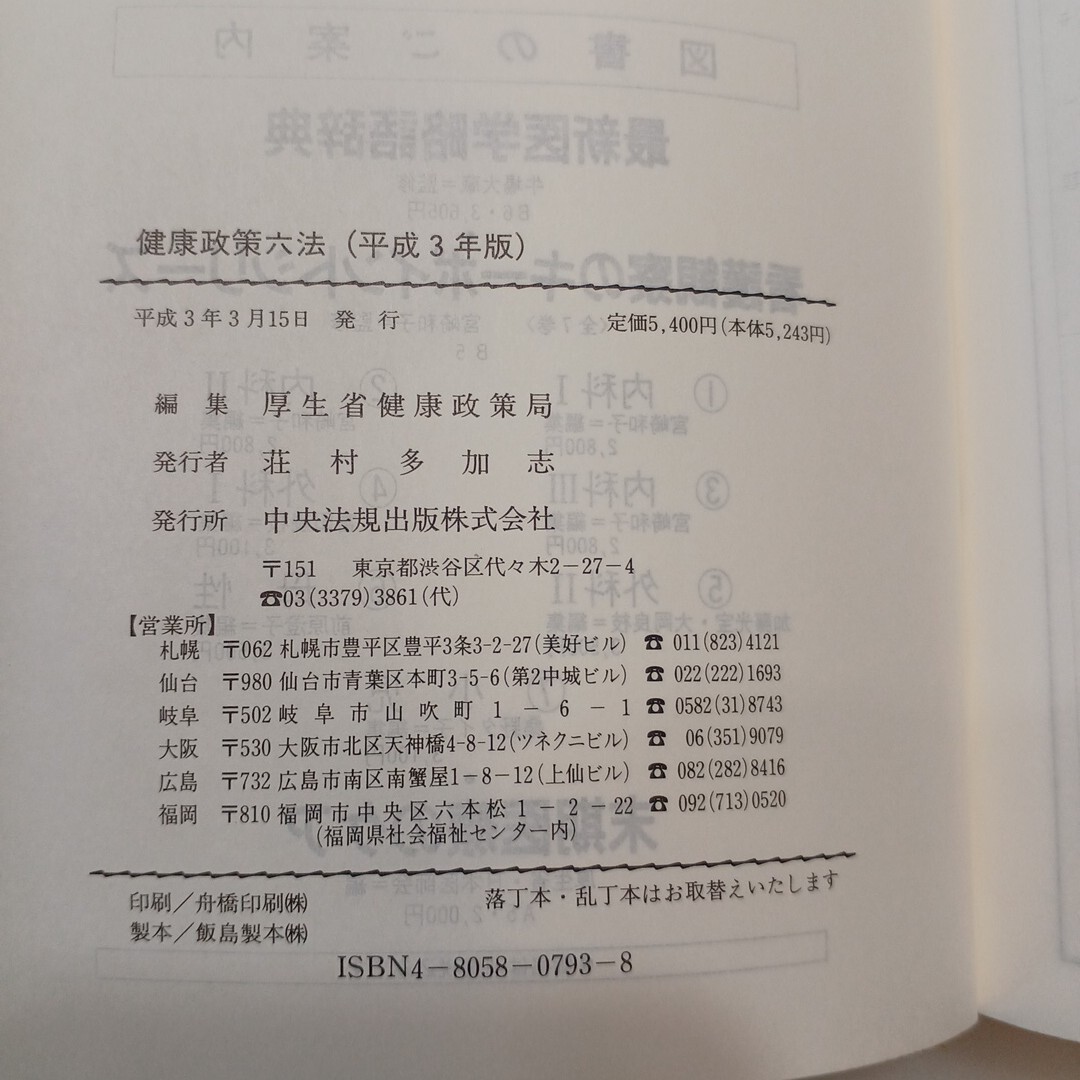 健康政策六法（平成3年版）
平成3年3月15日　発行　定価5,400円（本体5,243円）
編集　厚生省健康政策局
発行者　荘村多加志
発行所　中央法規出版株式会社
〒151　東京都渋谷区代々木2－27－4
☎03(3379)3861(代)
【営業所】
札幌　〒062 札幌市豊平区豊平3条3-2-27(美好ビル)　☎ 011(823)4121
仙台　〒980 仙台市青葉区本町3-5-6(第2中城ビル)　☎ 022(222)1693
岐阜　〒502 岐阜市山吹町1－6－1　☎ 0582(31)8743
大阪　〒530 大阪市北区天神橋4-8-12(ツネクニビル)　☎ 06(351)9079
広島　〒732 広島市南区南蟹屋1－8－12(上仙ビル)　☎ 082(282)8416
福岡　〒810 福岡市中央区六本松1－2－22　☎ 092(713)0520
(福岡県社会福祉センター内)
印刷／舟橋印刷㈱　落丁本・乱丁本はお取替えいたします
製本／飯島製本㈱
ISBN4－8058－0793－8